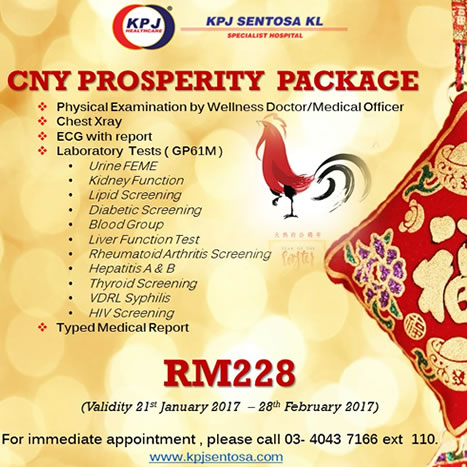 KPJ
HEALTHCARE
KPJ SENTOSA KL
SPECIALIST HOSPITAL
CNY PROSPERITY PACKAGE
❖ Physical Examination by Wellness Doctor/Medical Officer
❖ Chest Xray
❖ ECG with report
❖ Laboratory Tests ( GP61M )
• Urine FEME
• Kidney Function
• Lipid Screening
• Diabetic Screening
• Blood Group
• Liver Function Test
• Rheumatoid Arthritis Screening
• Hepatitis A & B
• Thyroid Screening
• VDRL Syphilis
• HIV Screening
❖ Typed Medical Report
福
RM228
(Validity 21st January 2017 – 28th February 2017)
For immediate appointment , please call 03- 4043 7166 ext 110.
www.kpjsentosa.com